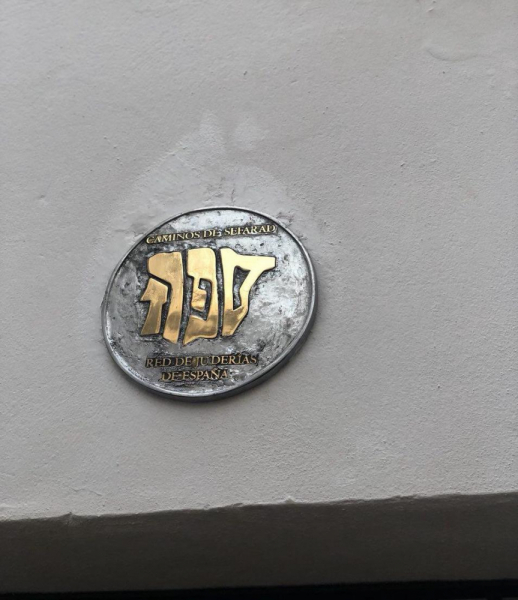 CAMINOS DE SEFARAD
ספרד
RED DE JUDERÍAS
DE ESPAÑA